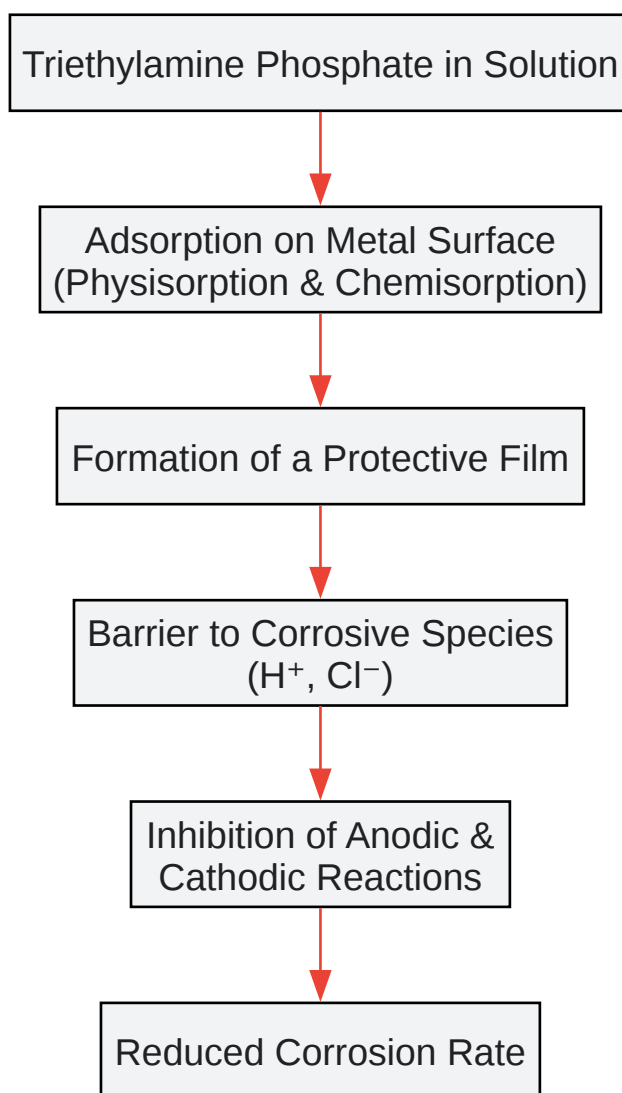 Triethylamine Phosphate in Solution
Adsorption on Metal Surface
(Physisorption & Chemisorption)
Formation of a Protective Film
Barrier to Corrosive Species
(H⁺, Cl⁻)
Inhibition of Anodic &
Cathodic Reactions
Reduced Corrosion Rate